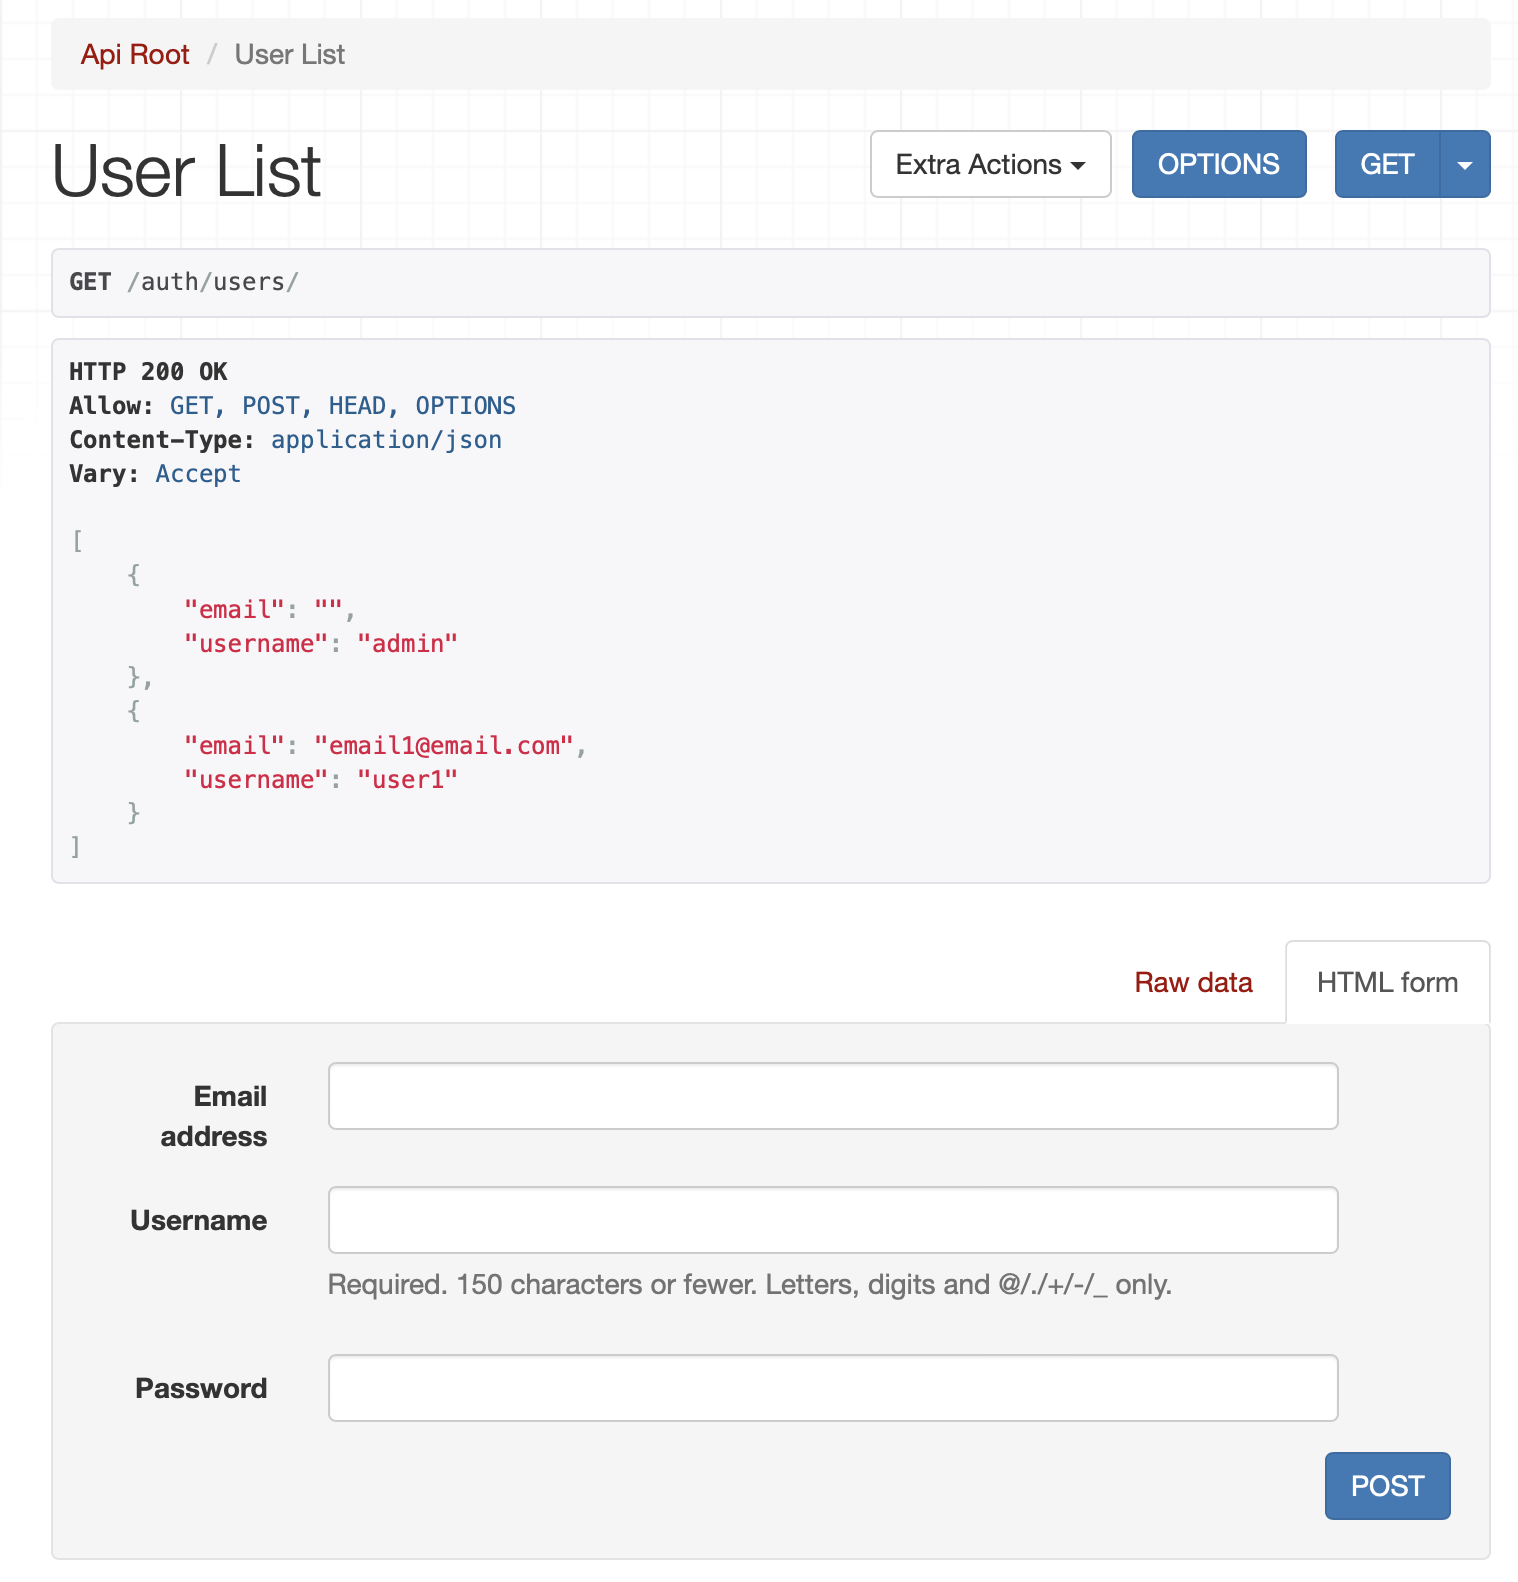 Api Root / User List
User List
Extra Actions
OPTIONS
GET
GET /auth/users/
HTTP 200 OK
Allow: GET, POST, HEAD, OPTIONS
Content-Type: application/json
Vary: Accept
[
    {
        "email": "",
        "username": "admin"
    },
    {
        "email": "email1@email.com",
        "username": "user1"
    }
]
Raw data
HTML form
Email
address
Username
Required. 150 characters or fewer. Letters, digits and @/./+/-/_ only.
Password
POST